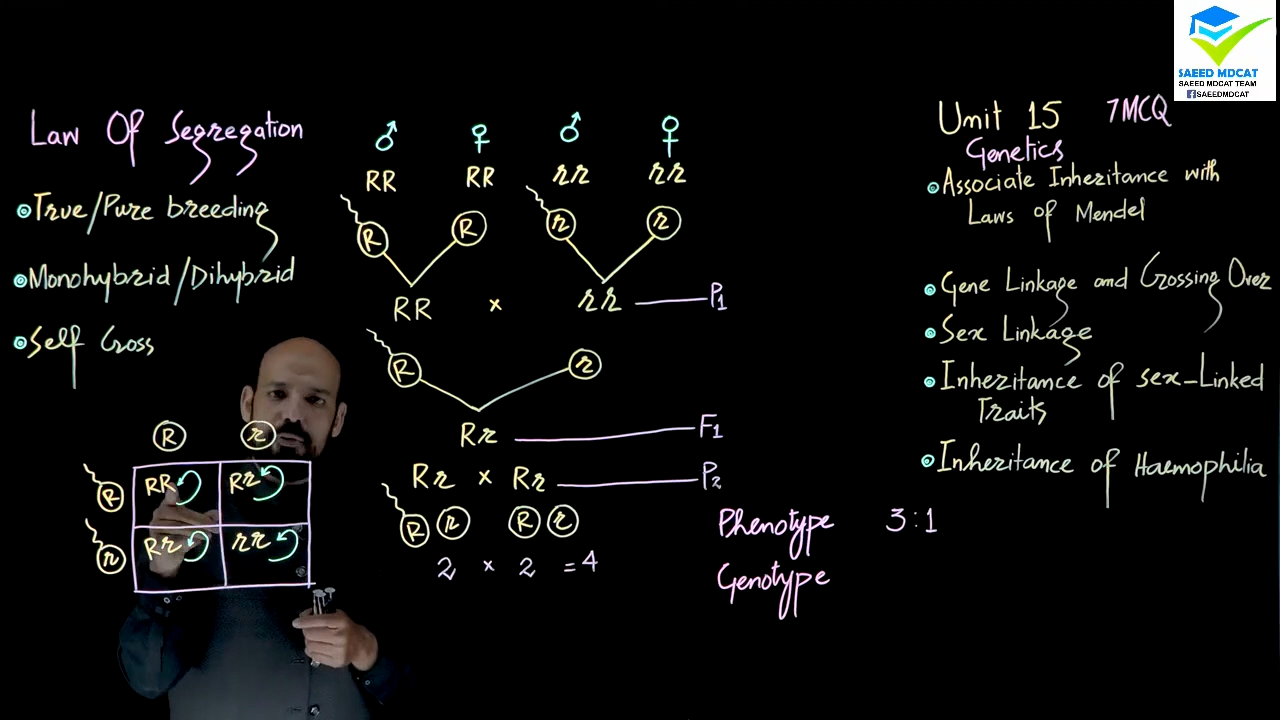 SAEED MDCAT
SAEED MDCAT TEAM
SAEEDMDCAT
Law Of Segregation
True/Pure breeding
Monohybrid/Dihybrid
Self Cross
♂ ♀ ♂ ♀
RR RR rr rr
R R r r
RR × rr P1
R r
Rr F1
Rr × Rr P2
R r R r
2 × 2 = 4
R r
R RR Rr
r Rr rr
Phenotype 3:1
Genotype
Unit 15 7MCQ
Genetics
Associate Inheritance with
Laws of Mendel
Gene Linkage and Crossing Over
Sex Linkage
Inheritance of sex-Linked
Traits
Inheritance of Haemophilia